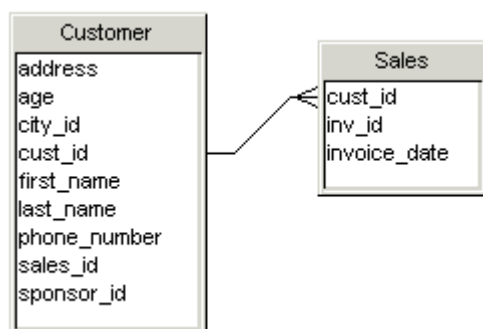 Customer
address
age
city_id
cust_id
first_name
last_name
phone_number
sales_id
sponsor_id
Sales
cust_id
inv_id
invoice_date